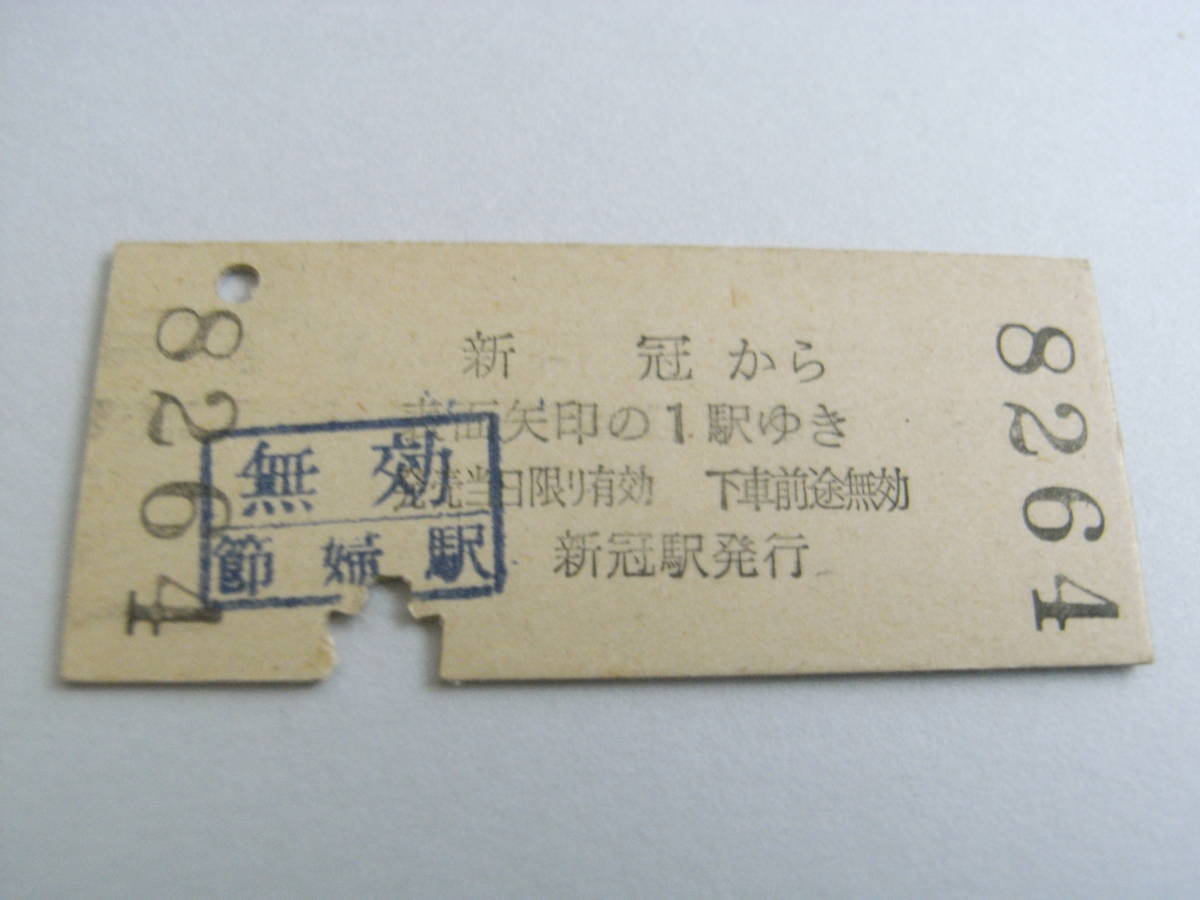 8264
新冠から
表面矢印の1駅ゆき
発売当日限り有効 下車前途無効
新冠駅発行
8264
無効
節婦駅